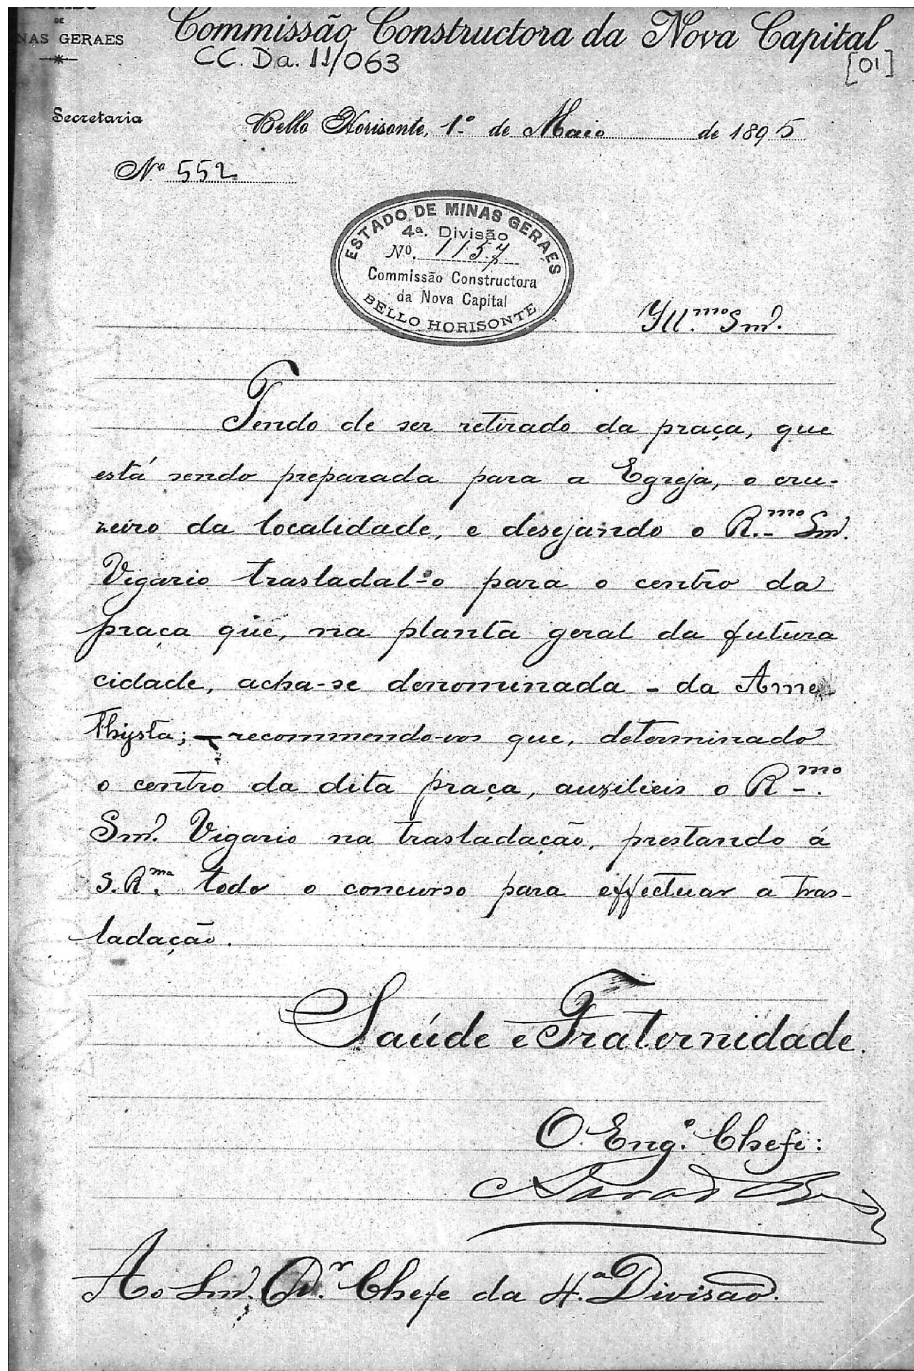 DE
NAS GERAES
Commissão Constructora da Nova Capital
CC. Da. 11/063
[01]
Secretaria
Bello Horisonte, 1.º de Maio de 1895
Nº 552
ESTADO DE MINAS GERAES
4ª. Divisão
Nº. 1157
Commissão Constructora
da Nova Capital
BELLO HORISONTE
Ill.mo Snr.
Tendo de ser retirado da praça, que
está sendo preparada para a Egreja, o cru-
zeiro da localidade, e desejando o R.mo Snr.
Vigario trasladal-o para o centro da
praça que, na planta geral da futura
cidade, acha-se denominada - da Ame
thysta; - recommendo-vos que, determinado
o centro da dita praça, auxilieis o R.mo
Snr. Vigario na trasladação, prestando á
S. R.ma todo o concurso para effectuar a tras-
ladação.
Saúde e Fraternidade.
O Eng.º Chefe:
Ao Snr. Dr. Chefe da 4.ª Divisão.